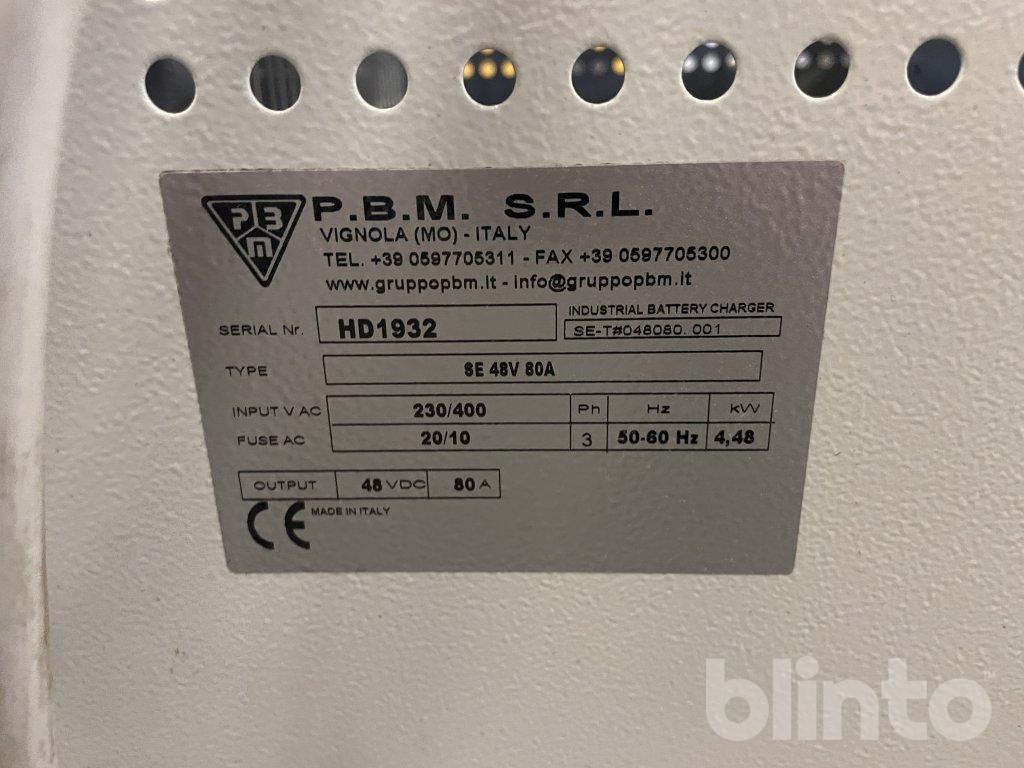 PBM
P.B.M. S.R.L.
VIGNOLA (MO) - ITALY
TEL. +39 0597705311 - FAX +39 0597705300
www.gruppopbm.it - info@gruppopbm.it
SERIAL Nr. HD1932
INDUSTRIAL BATTERY CHARGER
SE-T#048080. 001
TYPE SE 48V 80A
INPUT V AC 230/400 Ph Hz kW
FUSE AC 20/10 3 50-60 Hz 4,48
OUTPUT 48 VDC 80 A
CE MADE IN ITALY
blinto™